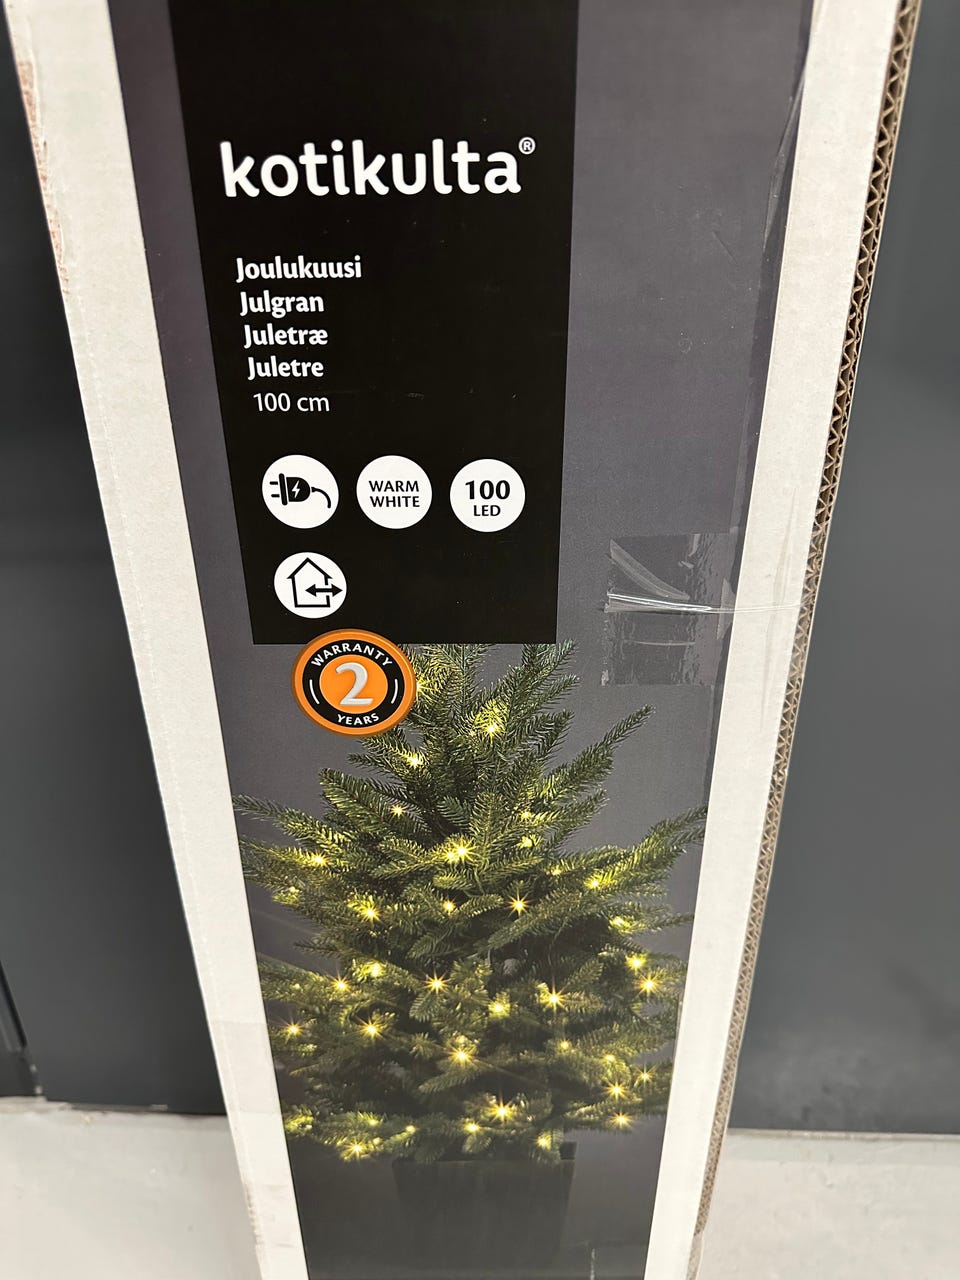 kotikulta®
Joulukuusi
Julgran
Juletræ
Juletre
100 cm
WARM
WHITE
100
LED
WARRANTY
2
YEARS